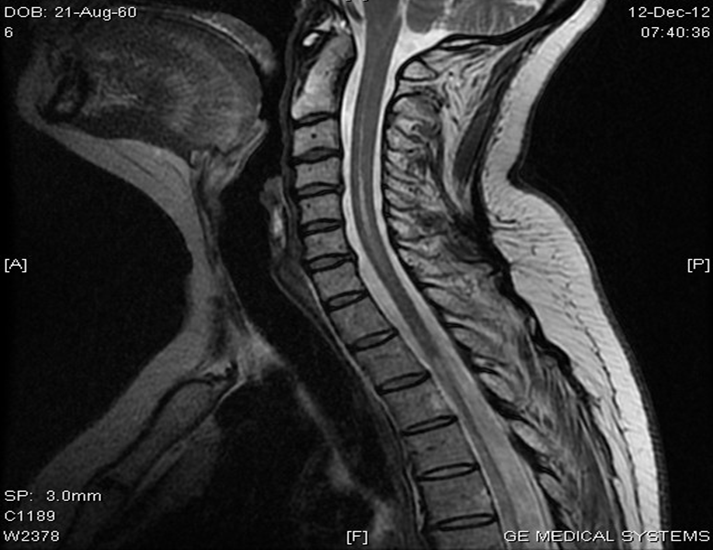 DOB: 21-Aug-60
6
12-Dec-12
07:40:36
[A]
[P]
SP: 3.0mm
C1189
W2378
[F]
GE MEDICAL SYSTEMS